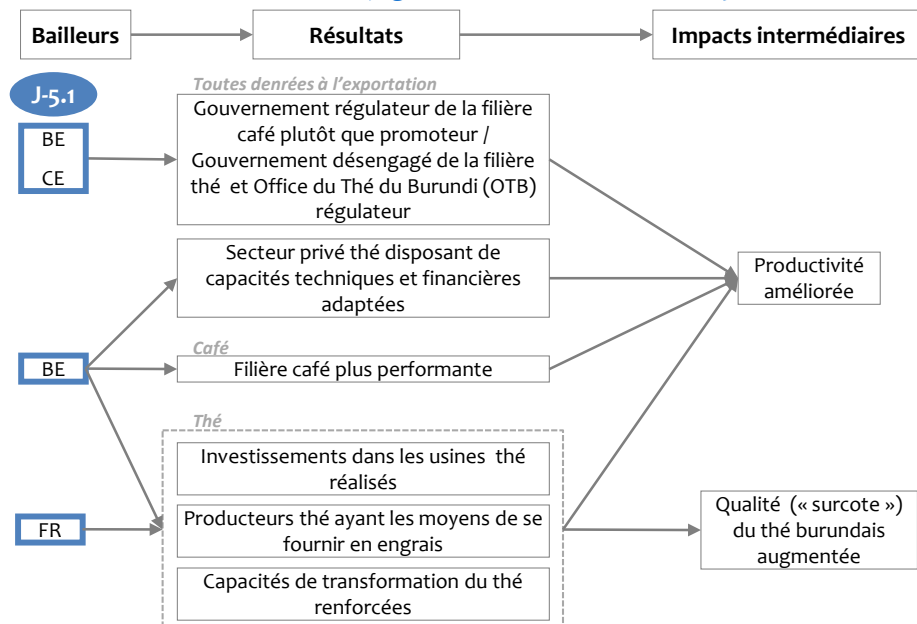 Bailleurs
Résultats
Impacts intermédiaires
Toutes denrées à l'exportation
J-5.1
BE
CE
Gouvernement régulateur de la filière
café plutôt que promoteur /
Gouvernement désengagé de la filière
thé et Office du Thé du Burundi (OTB)
régulateur
Secteur privé thé disposant de
capacités techniques et financières
adaptées
Productivité
améliorée
Café
BE
Filière café plus performante
Thé
Investissements dans les usines thé
réalisés
FR
Producteurs thé ayant les moyens de se
fournir en engrais
Qualité (« surcote »)
du thé burundais
augmentée
Capacités de transformation du thé
renforcées